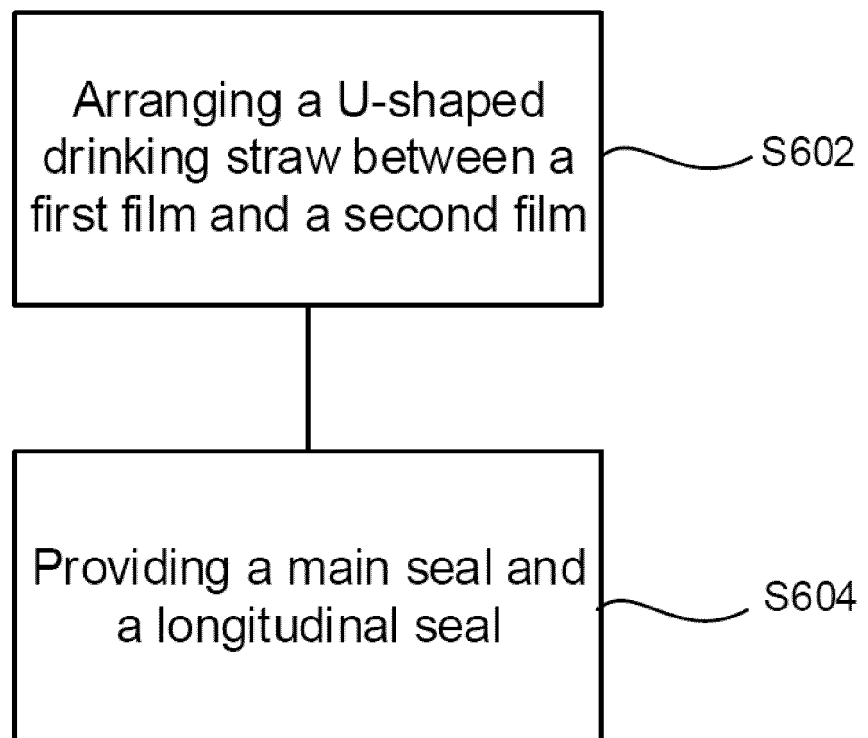 Arranging a U-shaped
drinking straw between a
first film and a second film
S602
Providing a main seal and
a longitudinal seal
S604